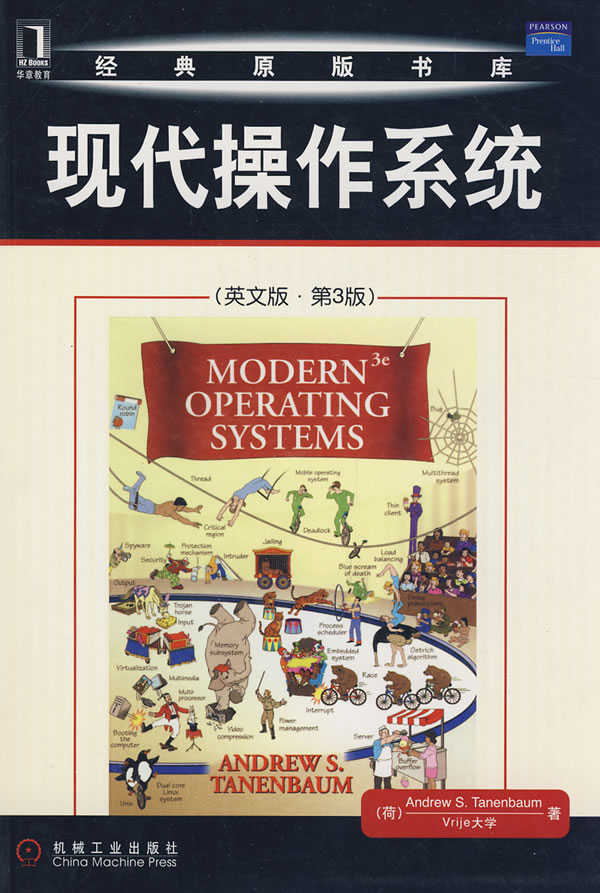 HZ BOOKS
华章教育
经典原版书库
PEARSON
Prentice
Hall
现代操作系统
(英文版·第3版)
MODERN 3e
OPERATING
SYSTEMS
Round
robin
Bug
Thread
Mobile operating
system
Multithread
system
Critical
region
Deadlock
Thin
client
Spyware
Protection
mechanism
Jailing
Security
Intruder
Load
balancing
Blue scream
of death
Output
Dining
philosophers
Trojan
horse
Input
Process
scheduler
Memory
subsystem
Embedded
system
Ostrich
algorithm
Virtualization
Multimedia
Race
Multi-
processor
Interrupt
Power
management
Booting
the
computer
Video
compression
Server
Buffer
overflow
Unix
Dual core
Linux
system
ANDREW S.
TANENBAUM
(荷) Andrew S. Tanenbaum 著
Vrije大学
机械工业出版社
China Machine Press